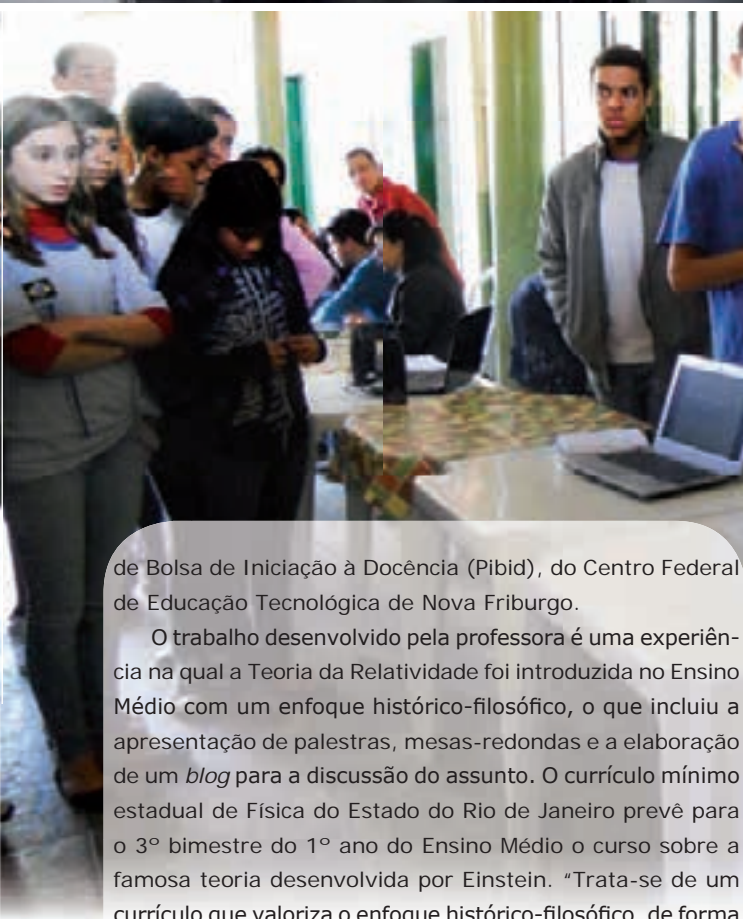 de Bolsa de Iniciação à Docência (Pibid), do Centro Federal
de Educação Tecnológica de Nova Friburgo.
O trabalho desenvolvido pela professora é uma experiên-
cia na qual a Teoria da Relatividade foi introduzida no Ensino
Médio com um enfoque histórico-filosófico, o que incluiu a
apresentação de palestras, mesas-redondas e a elaboração
de um blog para a discussão do assunto. O currículo mínimo
estadual de Física do Estado do Rio de Janeiro prevê para
o 3º bimestre do 1º ano do Ensino Médio o curso sobre a
famosa teoria desenvolvida por Einstein. “Trata-se de um
currículo que valoriza o enfoque histórico-filosófico, de forma